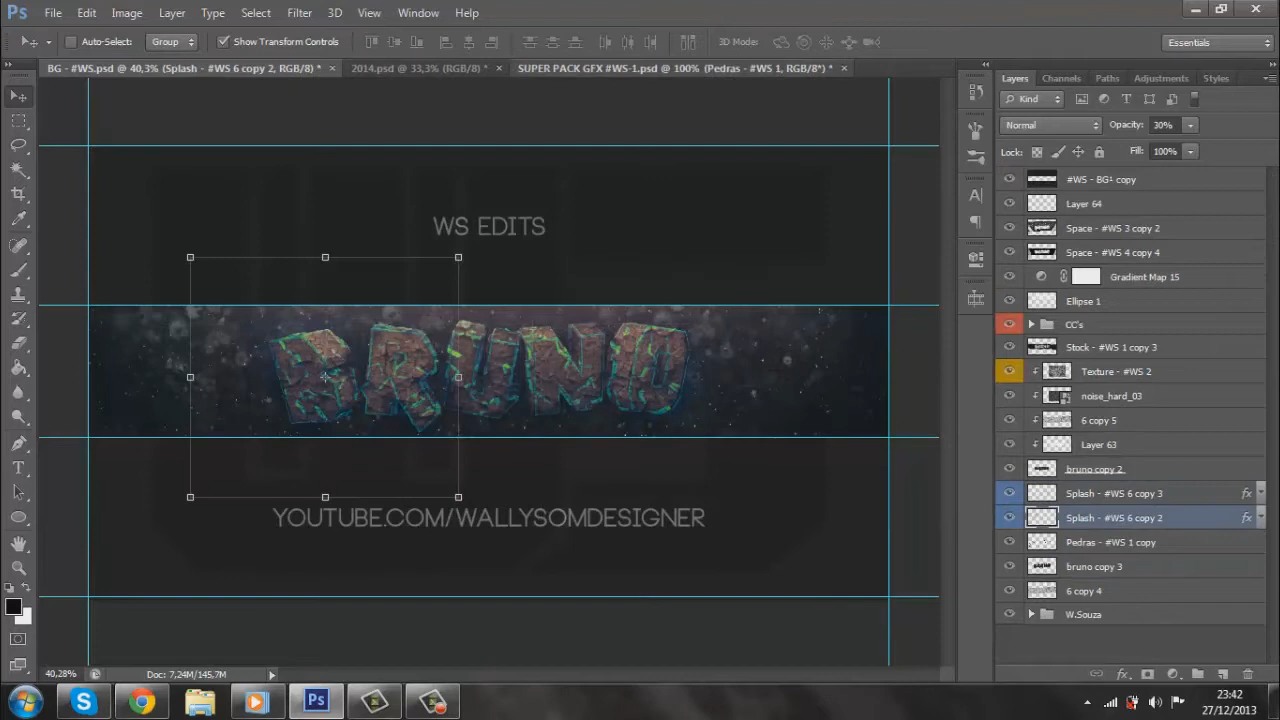 Ps File Edit Image Layer Type Select Filter 3D View Window Help
Auto-Select: Group Show Transform Controls 3D Mode: Essentials
BG - #WS.psd @ 40,3% (Splash - #WS 6 copy 2, RGB/8) * × 2014.psd @ 33,3% (RGB/8) * × SUPER PACK GFX #WS-1.psd @ 100% (Pedras - #WS 1, RGB/8*) * ×
Layers Channels Paths Adjustments Styles
Kind
Normal Opacity: 30%
Lock: Fill: 100%
#WS - BG¹ copy
Layer 64
Space - #WS 3 copy 2
Space - #WS 4 copy 4
Gradient Map 15
Ellipse 1
CC's
Stock - #WS 1 copy 3
Texture - #WS 2
noise_hard_03
6 copy 5
Layer 63
bruno copy 2
Splash - #WS 6 copy 3 fx
Splash - #WS 6 copy 2 fx
Pedras - #WS 1 copy
bruno copy 3
6 copy 4
W.Souza
WS EDITS
BRUNO
YOUTUBE.COM/WALLYSOMDESIGNER
40,28% Doc: 7,24M/145,7M
Ps
23:42
27/12/2013